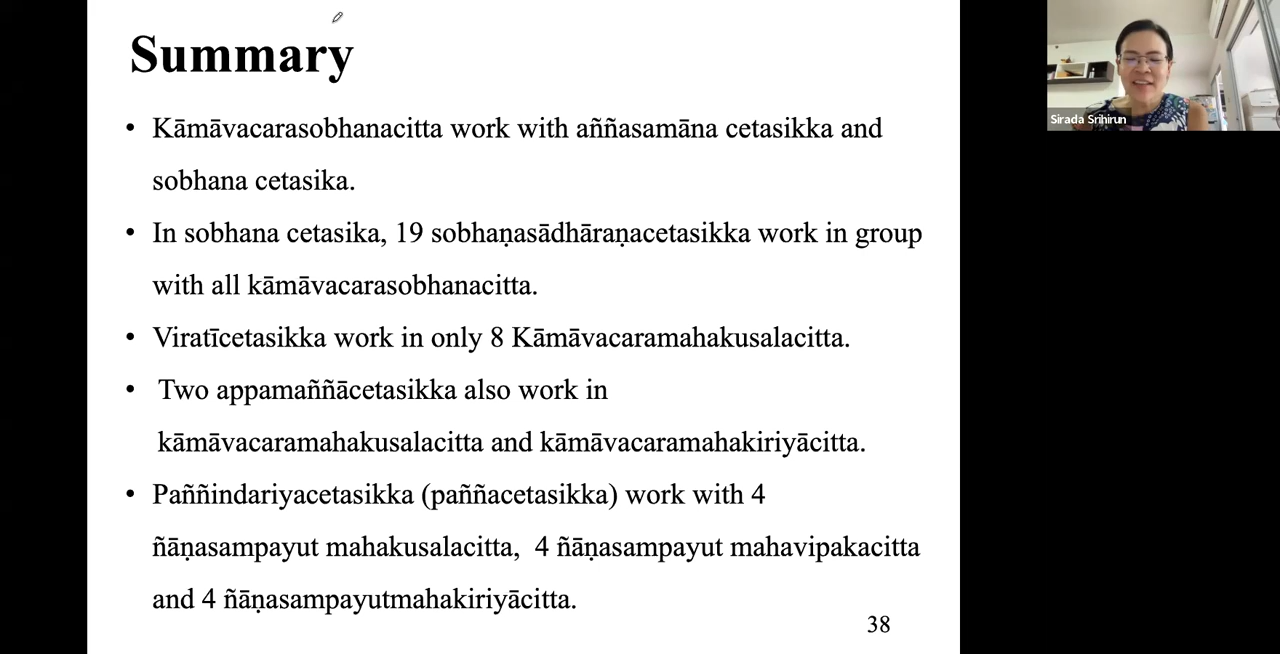 Summary
• Kāmāvacarasobhanacitta work with aññasamāna cetasikka and
sobhana cetasika.
• In sobhana cetasika, 19 sobhaṇasādhāraṇacetasikka work in group
with all kāmāvacarasobhanacitta.
• Viratīcetasikka work in only 8 Kāmāvacaramahakusalacitta.
• Two appamaññācetasikka also work in
kāmāvacaramahakusalacitta and kāmāvacaramahakiriyācitta.
• Paññindariyacetasikka (paññacetasikka) work with 4
ñāṇasampayut mahakusalacitta, 4 ñāṇasampayut mahavipakacitta
and 4 ñāṇasampayutmahakiriyācitta.
38
Sirada Srihirun